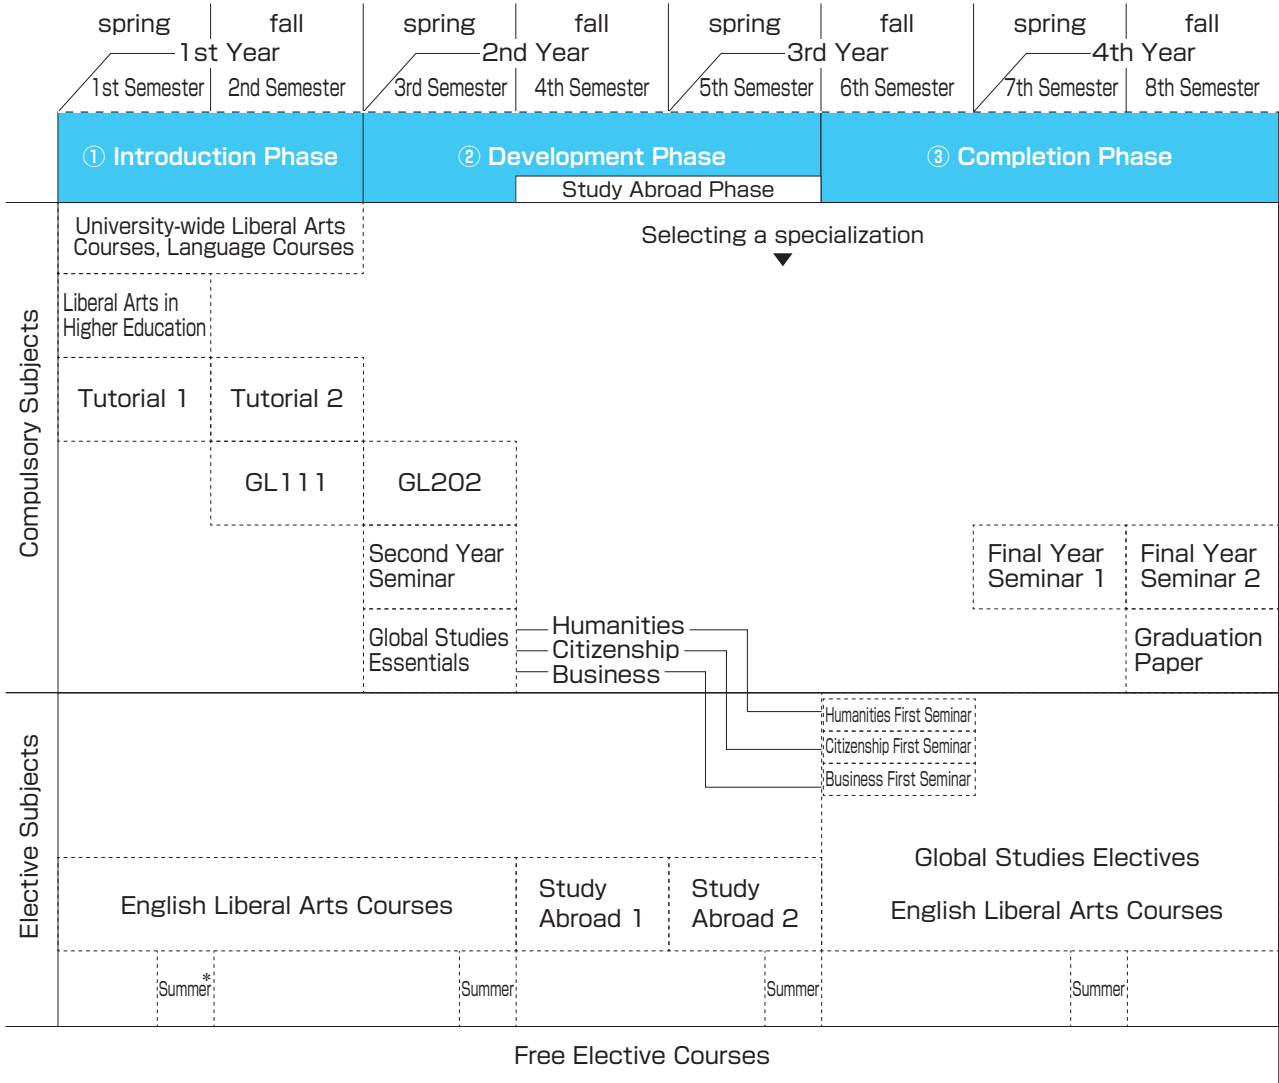 spring fall spring fall spring fall spring fall
1st Year 2nd Year 3rd Year 4th Year
1st Semester 2nd Semester 3rd Semester 4th Semester 5th Semester 6th Semester 7th Semester 8th Semester
① Introduction Phase ② Development Phase ③ Completion Phase
Study Abroad Phase
Compulsory Subjects
University-wide Liberal Arts
Courses, Language Courses
Selecting a specialization
▼
Liberal Arts in
Higher Education
Tutorial 1 Tutorial 2
GL111 GL202
Second Year
Seminar
Final Year
Seminar 1
Final Year
Seminar 2
Global Studies
Essentials
Humanities
Citizenship
Business
Graduation
Paper
Elective Subjects
Humanities First Seminar
Citizenship First Seminar
Business First Seminar
Global Studies Electives
English Liberal Arts Courses
Study
Abroad 1
Study
Abroad 2
English Liberal Arts Courses
Summer* Summer Summer Summer
Free Elective Courses